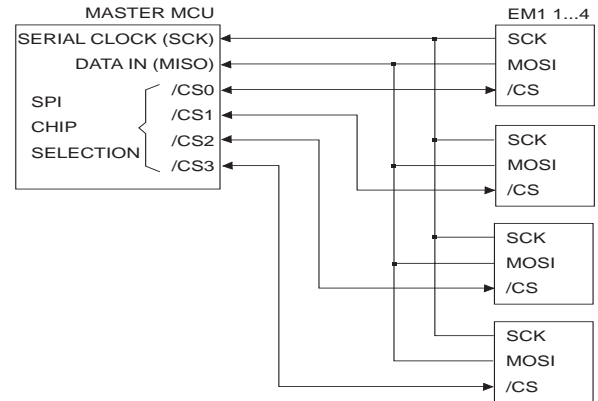 MASTER MCU
SERIAL CLOCK (SCK)
DATA IN (MISO)
SPI
CHIP
SELECTION
/CS0
/CS1
/CS2
/CS3
EM1 1...4
SCK
MOSI
/CS
SCK
MOSI
/CS
SCK
MOSI
/CS
SCK
MOSI
/CS